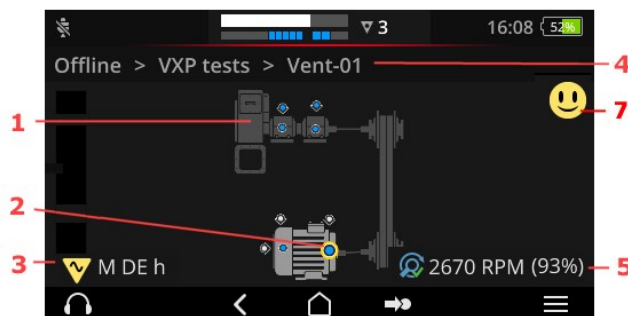 ▽ 3 16:08 52%
Offline > VXP tests > Vent-01 4
7
1
2
3 M DE h 2670 RPM (93%) 5